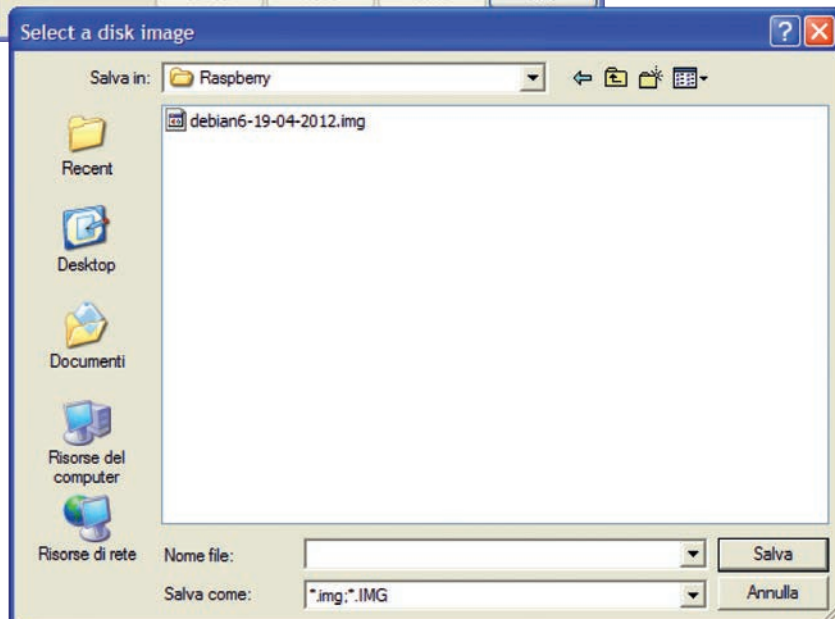 Select a disk image
Salva in: Raspberry
debian6-19-04-2012.img
Recent
Desktop
Documenti
Risorse del
computer
Risorse di rete
Nome file:
Salva
Salva come: *.img;*.IMG
Annulla